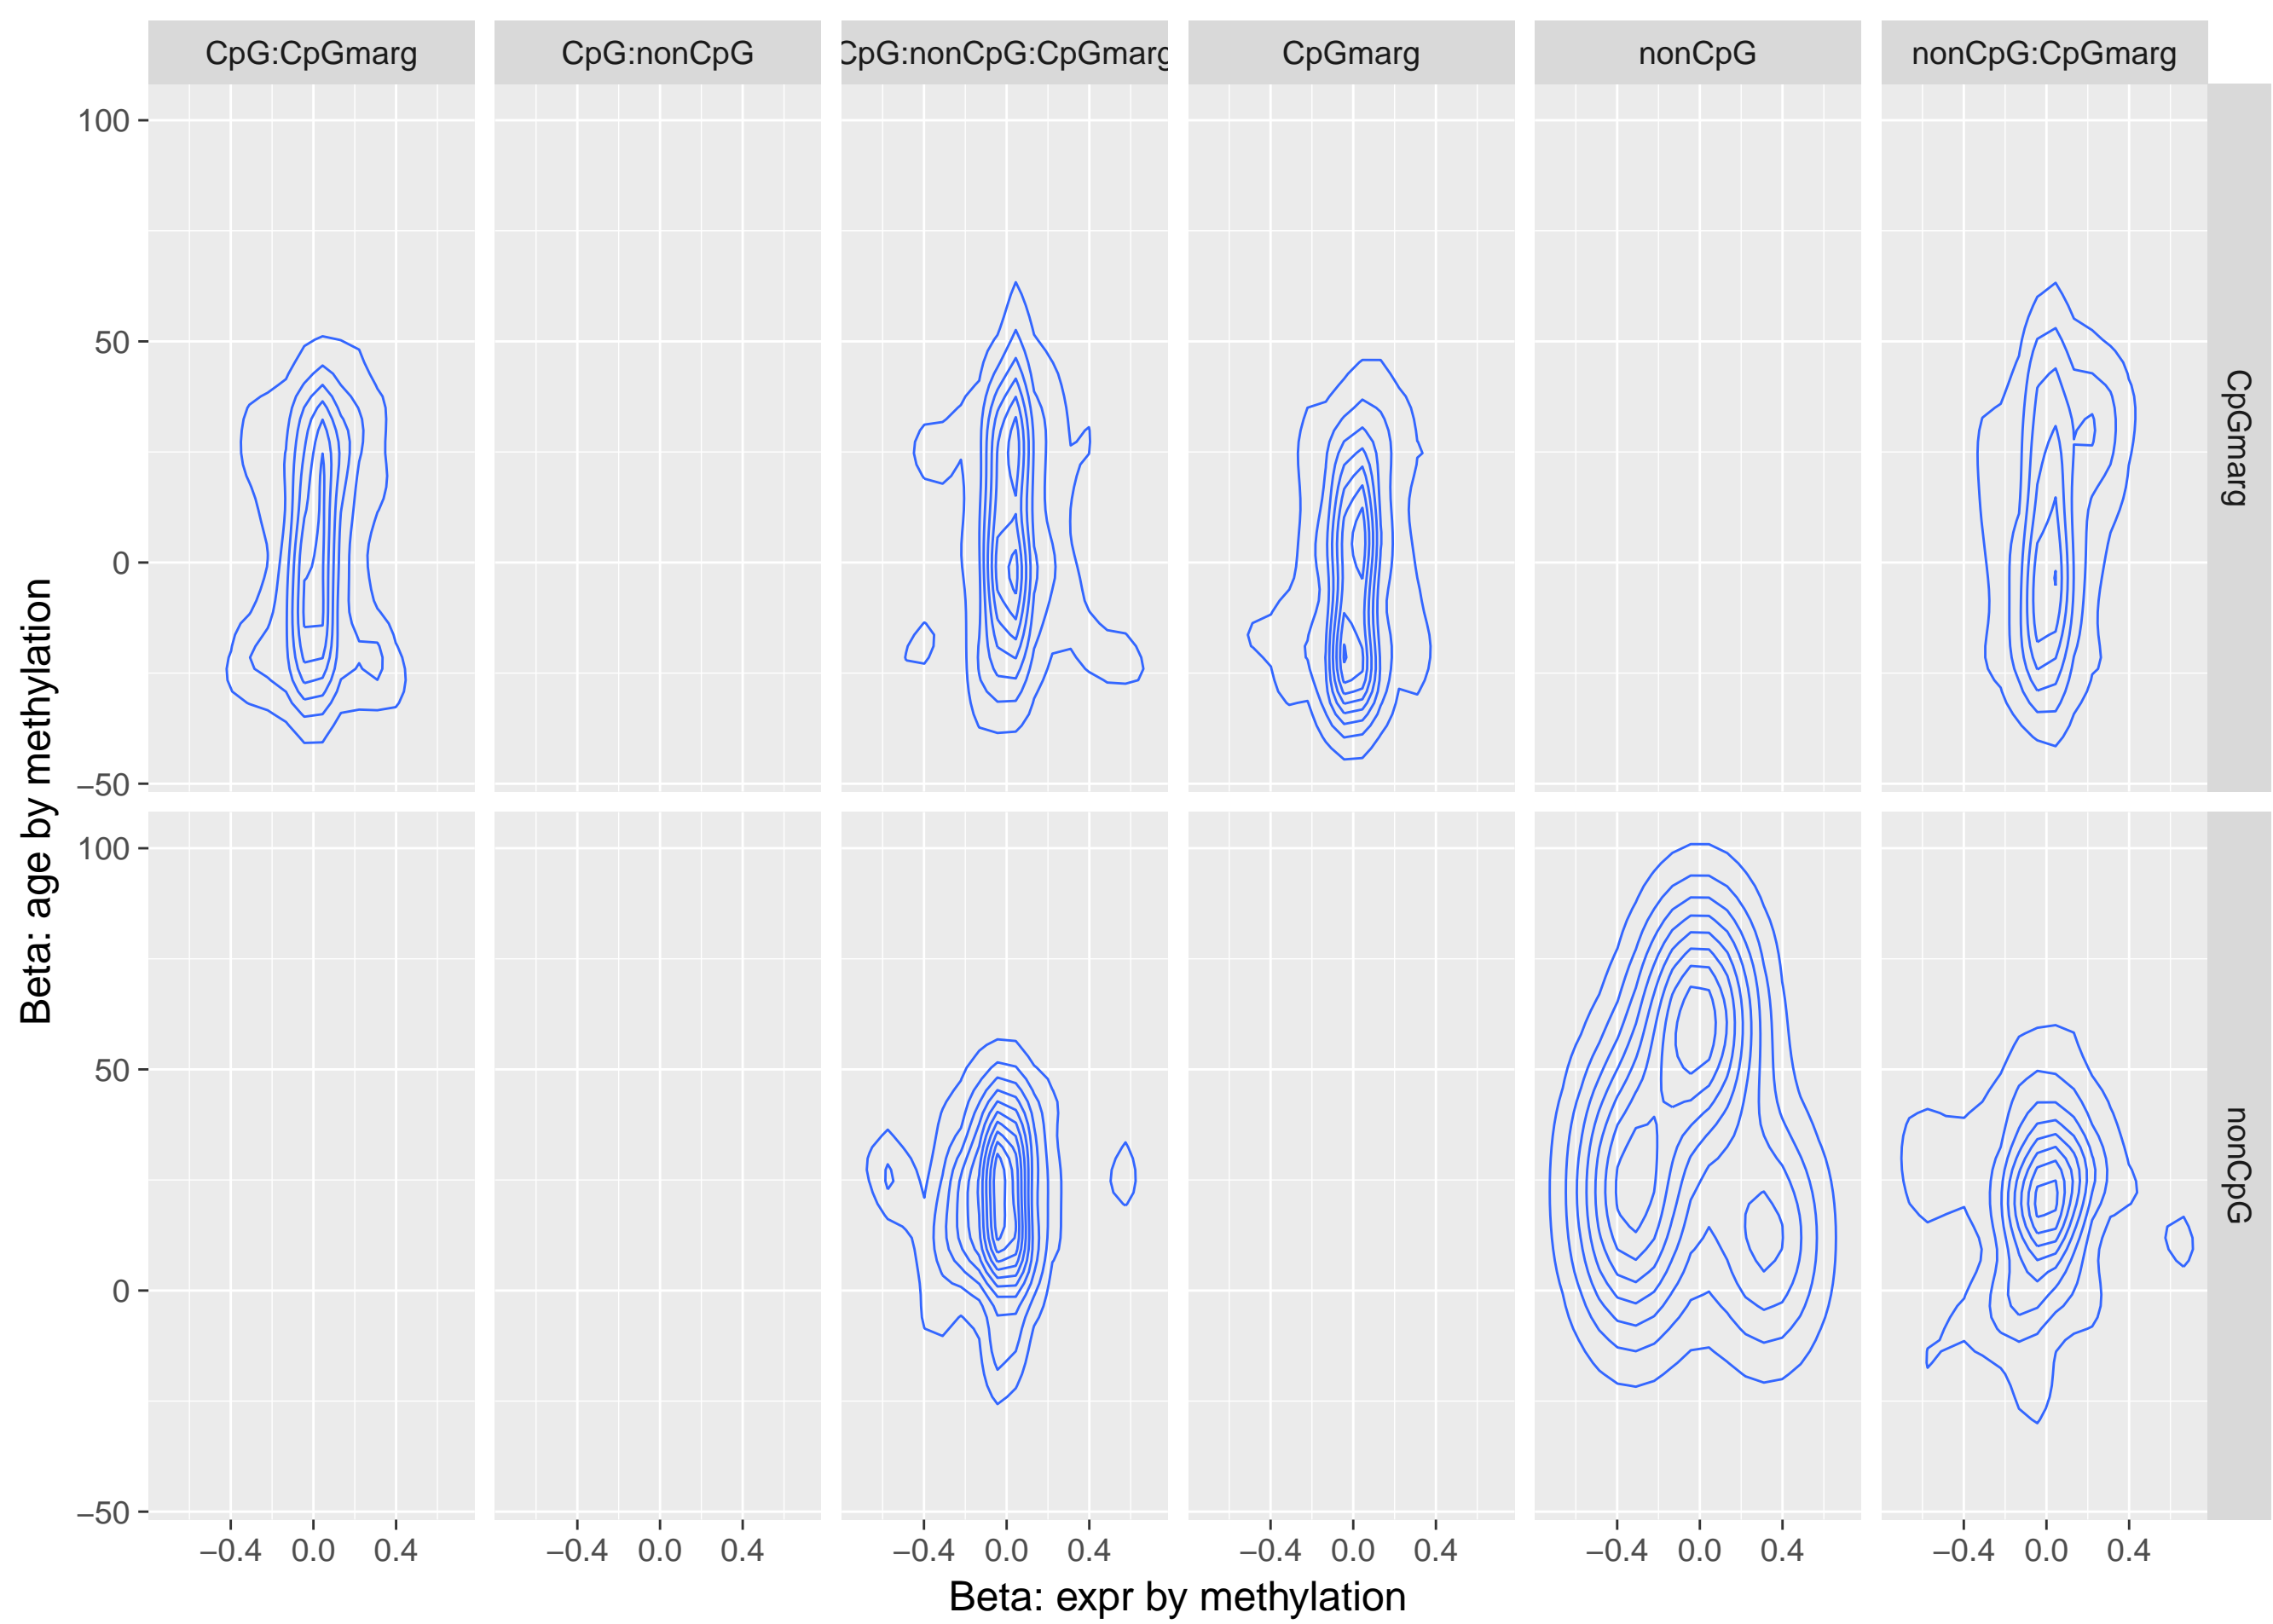 CpG:CpGmarg CpG:nonCpG CpG:nonCpG:CpGmarg CpGmarg nonCpG nonCpG:CpGmarg
100
50
0
−50
CpGmarg
Beta: age by methylation
100
50
0
−50
nonCpG
−0.4 0.0 0.4 −0.4 0.0 0.4 −0.4 0.0 0.4 −0.4 0.0 0.4 −0.4 0.0 0.4 −0.4 0.0 0.4
Beta: expr by methylation